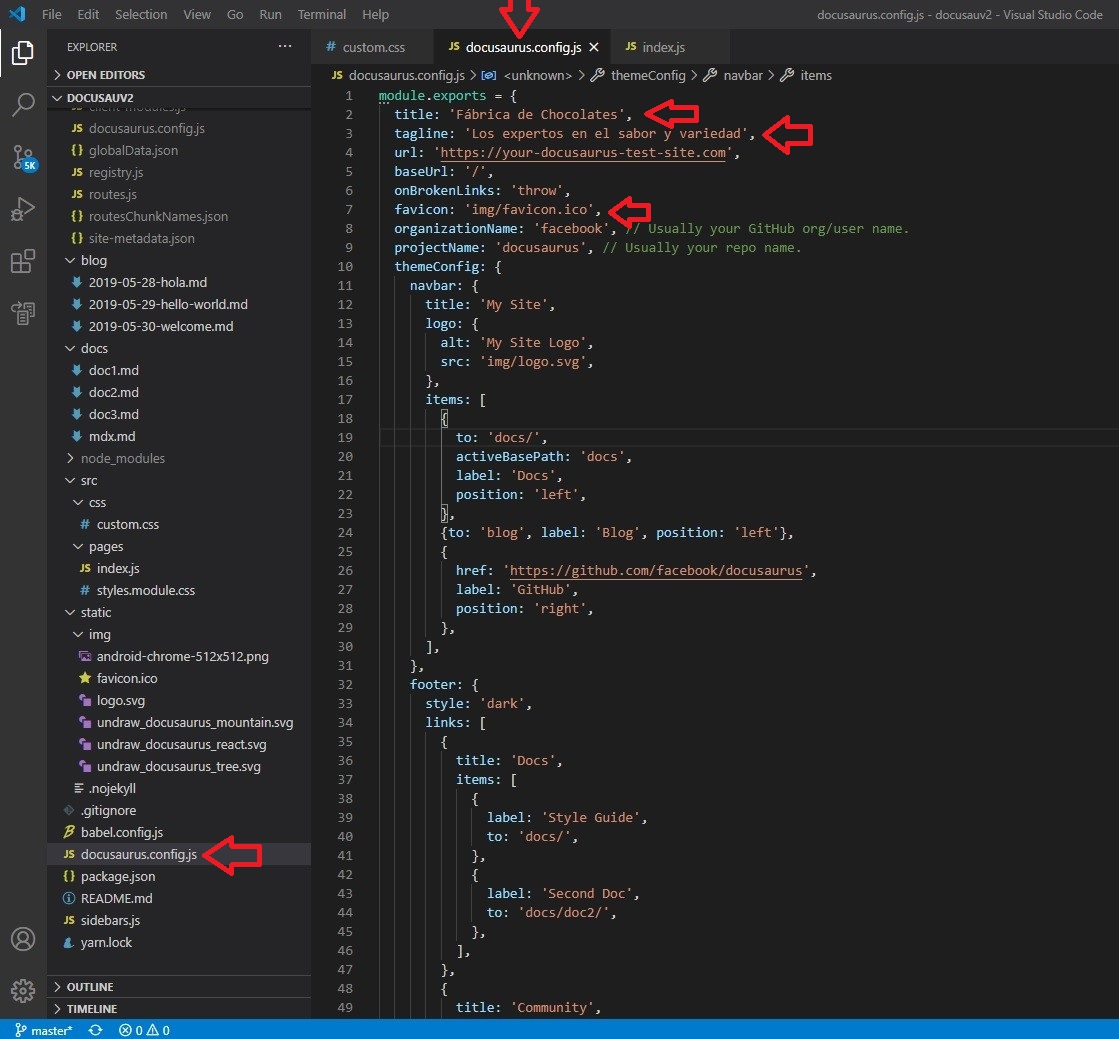 File Edit Selection View Go Run Terminal Help
docusaurus.config.js - docusauv2 - Visual Studio Code
EXPLORER
OPEN EDITORS
DOCUSAUV2
client-modules.js
docusaurus.config.js
globalData.json
registry.js
routes.js
routesChunkNames.json
site-metadata.json
blog
2019-05-28-hola.md
2019-05-29-hello-world.md
2019-05-30-welcome.md
docs
doc1.md
doc2.md
doc3.md
mdx.md
node_modules
src
css
custom.css
pages
index.js
styles.module.css
static
img
android-chrome-512x512.png
favicon.ico
logo.svg
undraw_docusaurus_mountain.svg
undraw_docusaurus_react.svg
undraw_docusaurus_tree.svg
.nojekyll
.gitignore
babel.config.js
docusaurus.config.js
package.json
README.md
sidebars.js
yarn.lock
OUTLINE
TIMELINE
5K
# custom.css JS docusaurus.config.js JS index.js
JS docusaurus.config.js > <unknown> > themeConfig > navbar > items
1 module.exports = {
2 title: 'Fábrica de Chocolates',
3 tagline: 'Los expertos en el sabor y variedad',
4 url: 'https://your-docusaurus-test-site.com',
5 baseUrl: '/',
6 onBrokenLinks: 'throw',
7 favicon: 'img/favicon.ico',
8 organizationName: 'facebook', // Usually your GitHub org/user name.
9 projectName: 'docusaurus', // Usually your repo name.
10 themeConfig: {
11 navbar: {
12 title: 'My Site',
13 logo: {
14 alt: 'My Site Logo',
15 src: 'img/logo.svg',
16 },
17 items: [
18 {
19 to: 'docs/',
20 activeBasePath: 'docs',
21 label: 'Docs',
22 position: 'left',
23 },
24 {to: 'blog', label: 'Blog', position: 'left'},
25 {
26 href: 'https://github.com/facebook/docusaurus',
27 label: 'GitHub',
28 position: 'right',
29 },
30 ],
31 },
32 footer: {
33 style: 'dark',
34 links: [
35 {
36 title: 'Docs',
37 items: [
38 {
39 label: 'Style Guide',
40 to: 'docs/',
41 },
42 {
43 label: 'Second Doc',
44 to: 'docs/doc2/',
45 },
46 ],
47 },
48 {
49 title: 'Community',
master* 0 0